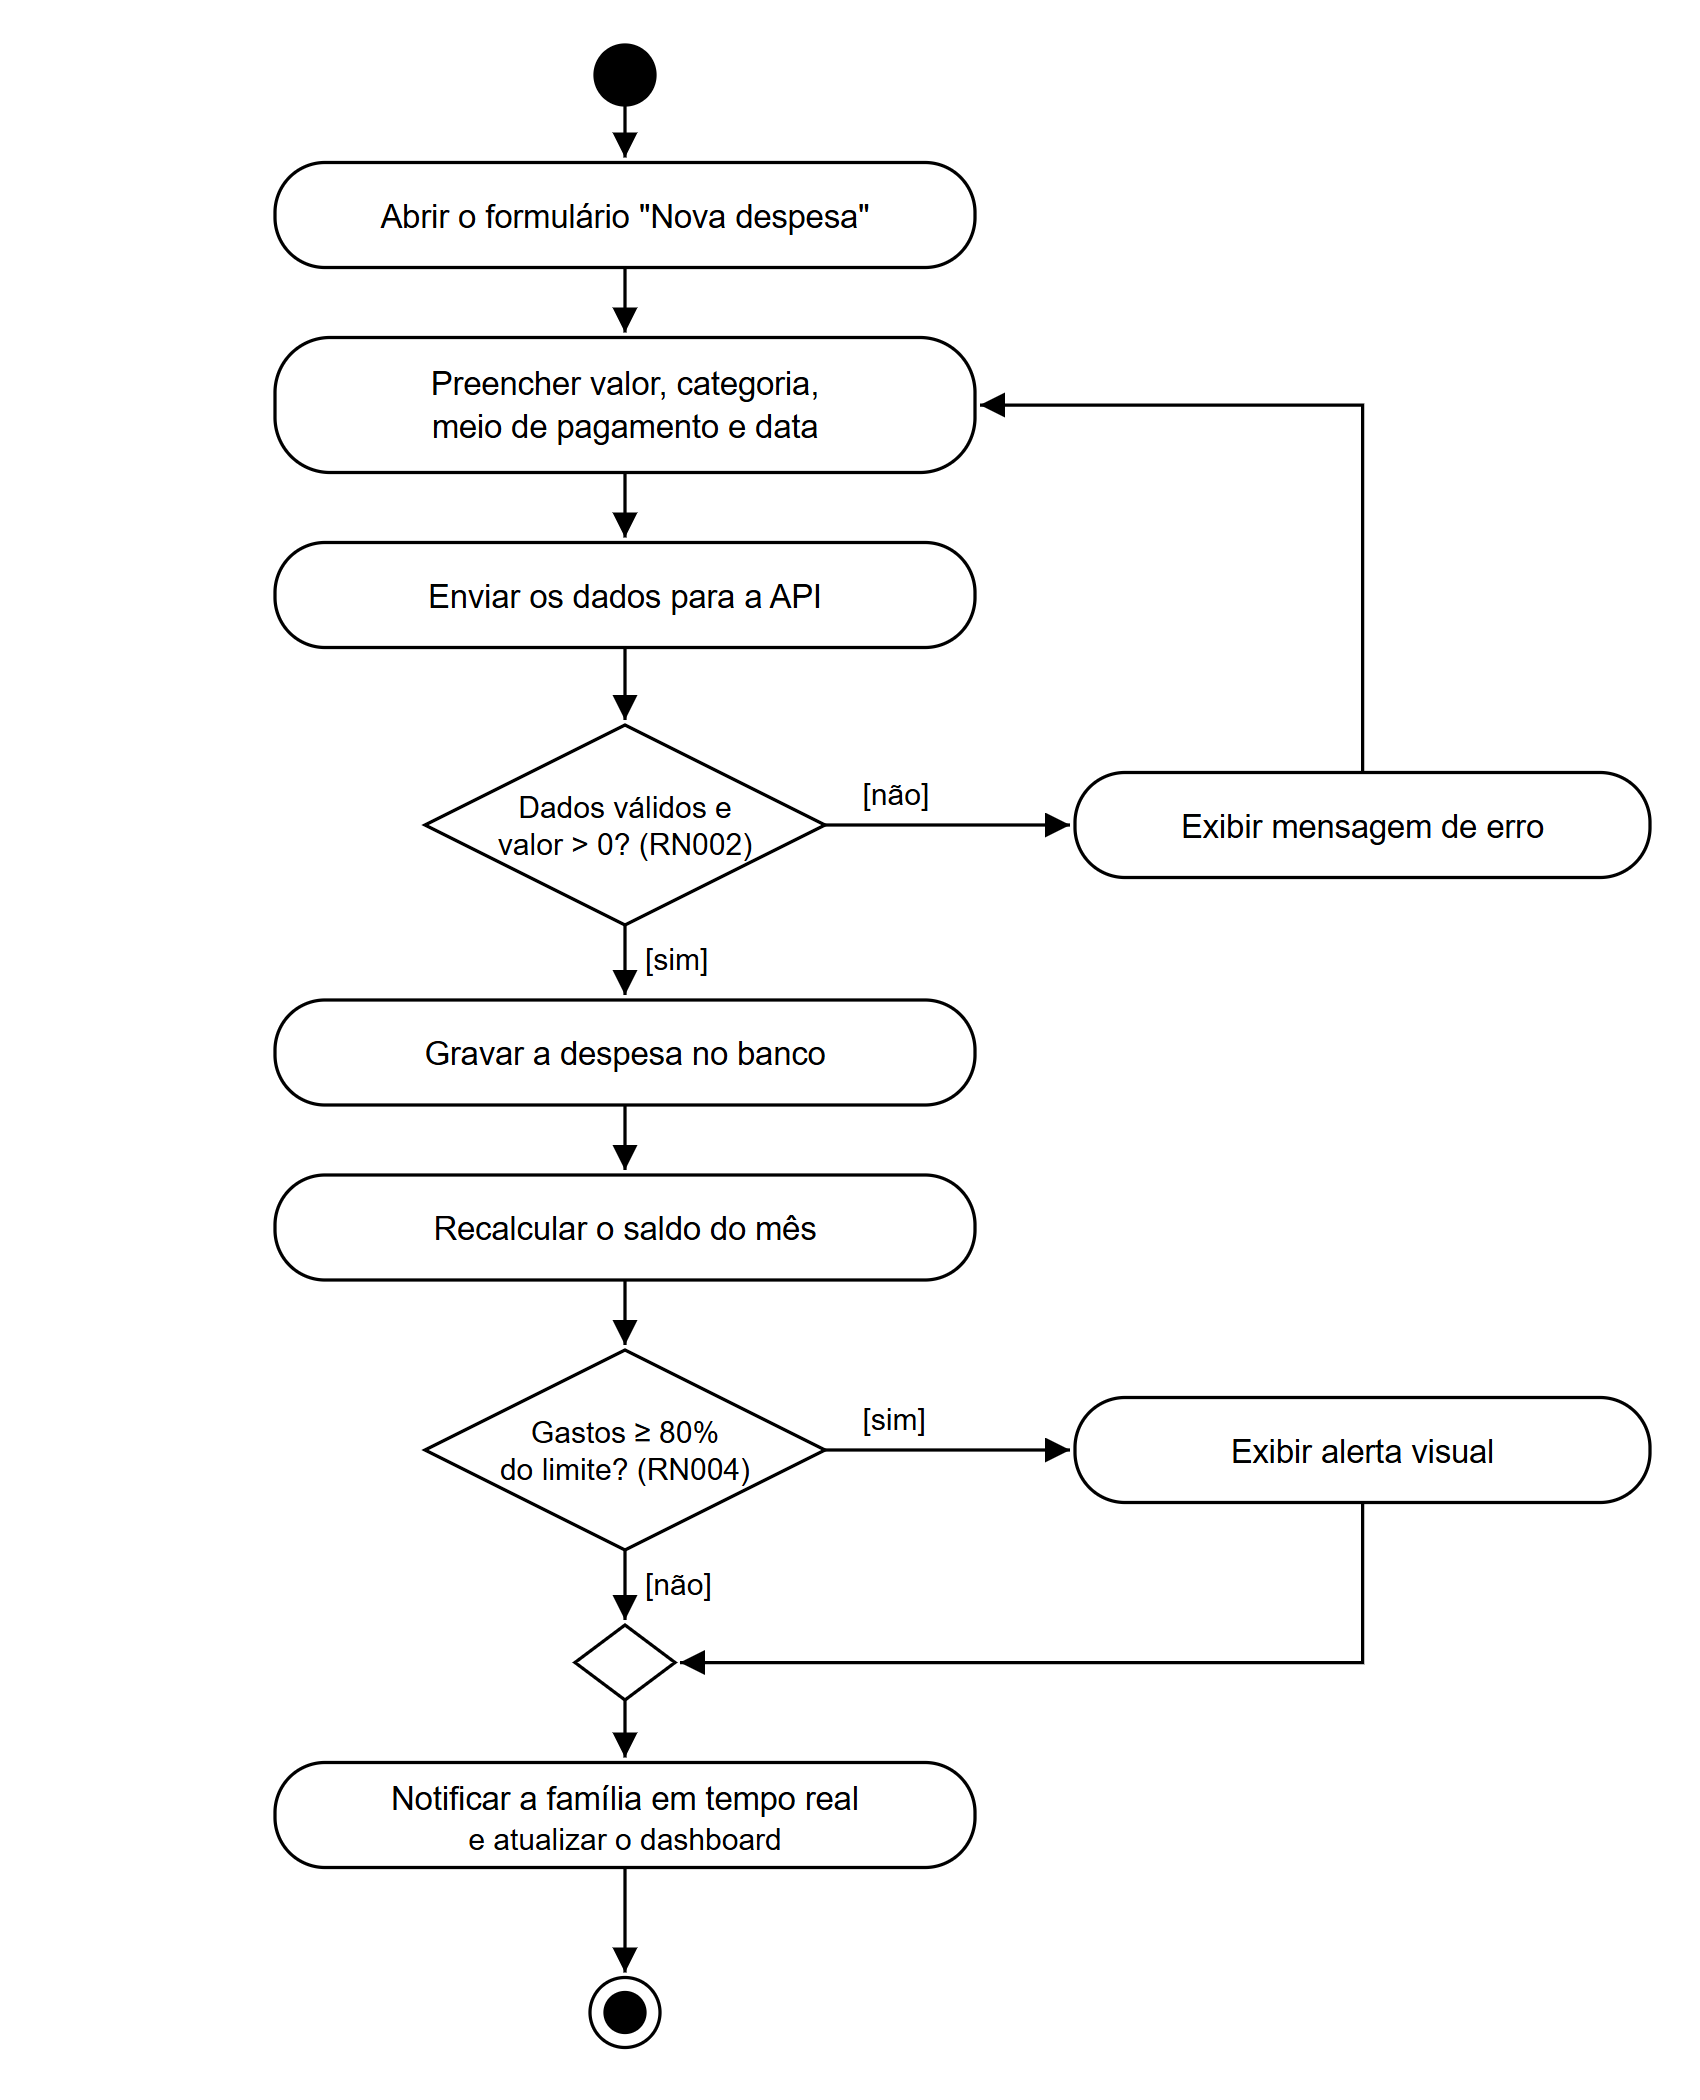 Abrir o formulário "Nova despesa"
Preencher valor, categoria,
meio de pagamento e data
Enviar os dados para a API
Dados válidos e
valor > 0? (RN002)
[não]
Exibir mensagem de erro
[sim]
Gravar a despesa no banco
Recalcular o saldo do mês
Gastos ≥ 80%
do limite? (RN004)
[sim]
Exibir alerta visual
[não]
Notificar a família em tempo real
e atualizar o dashboard